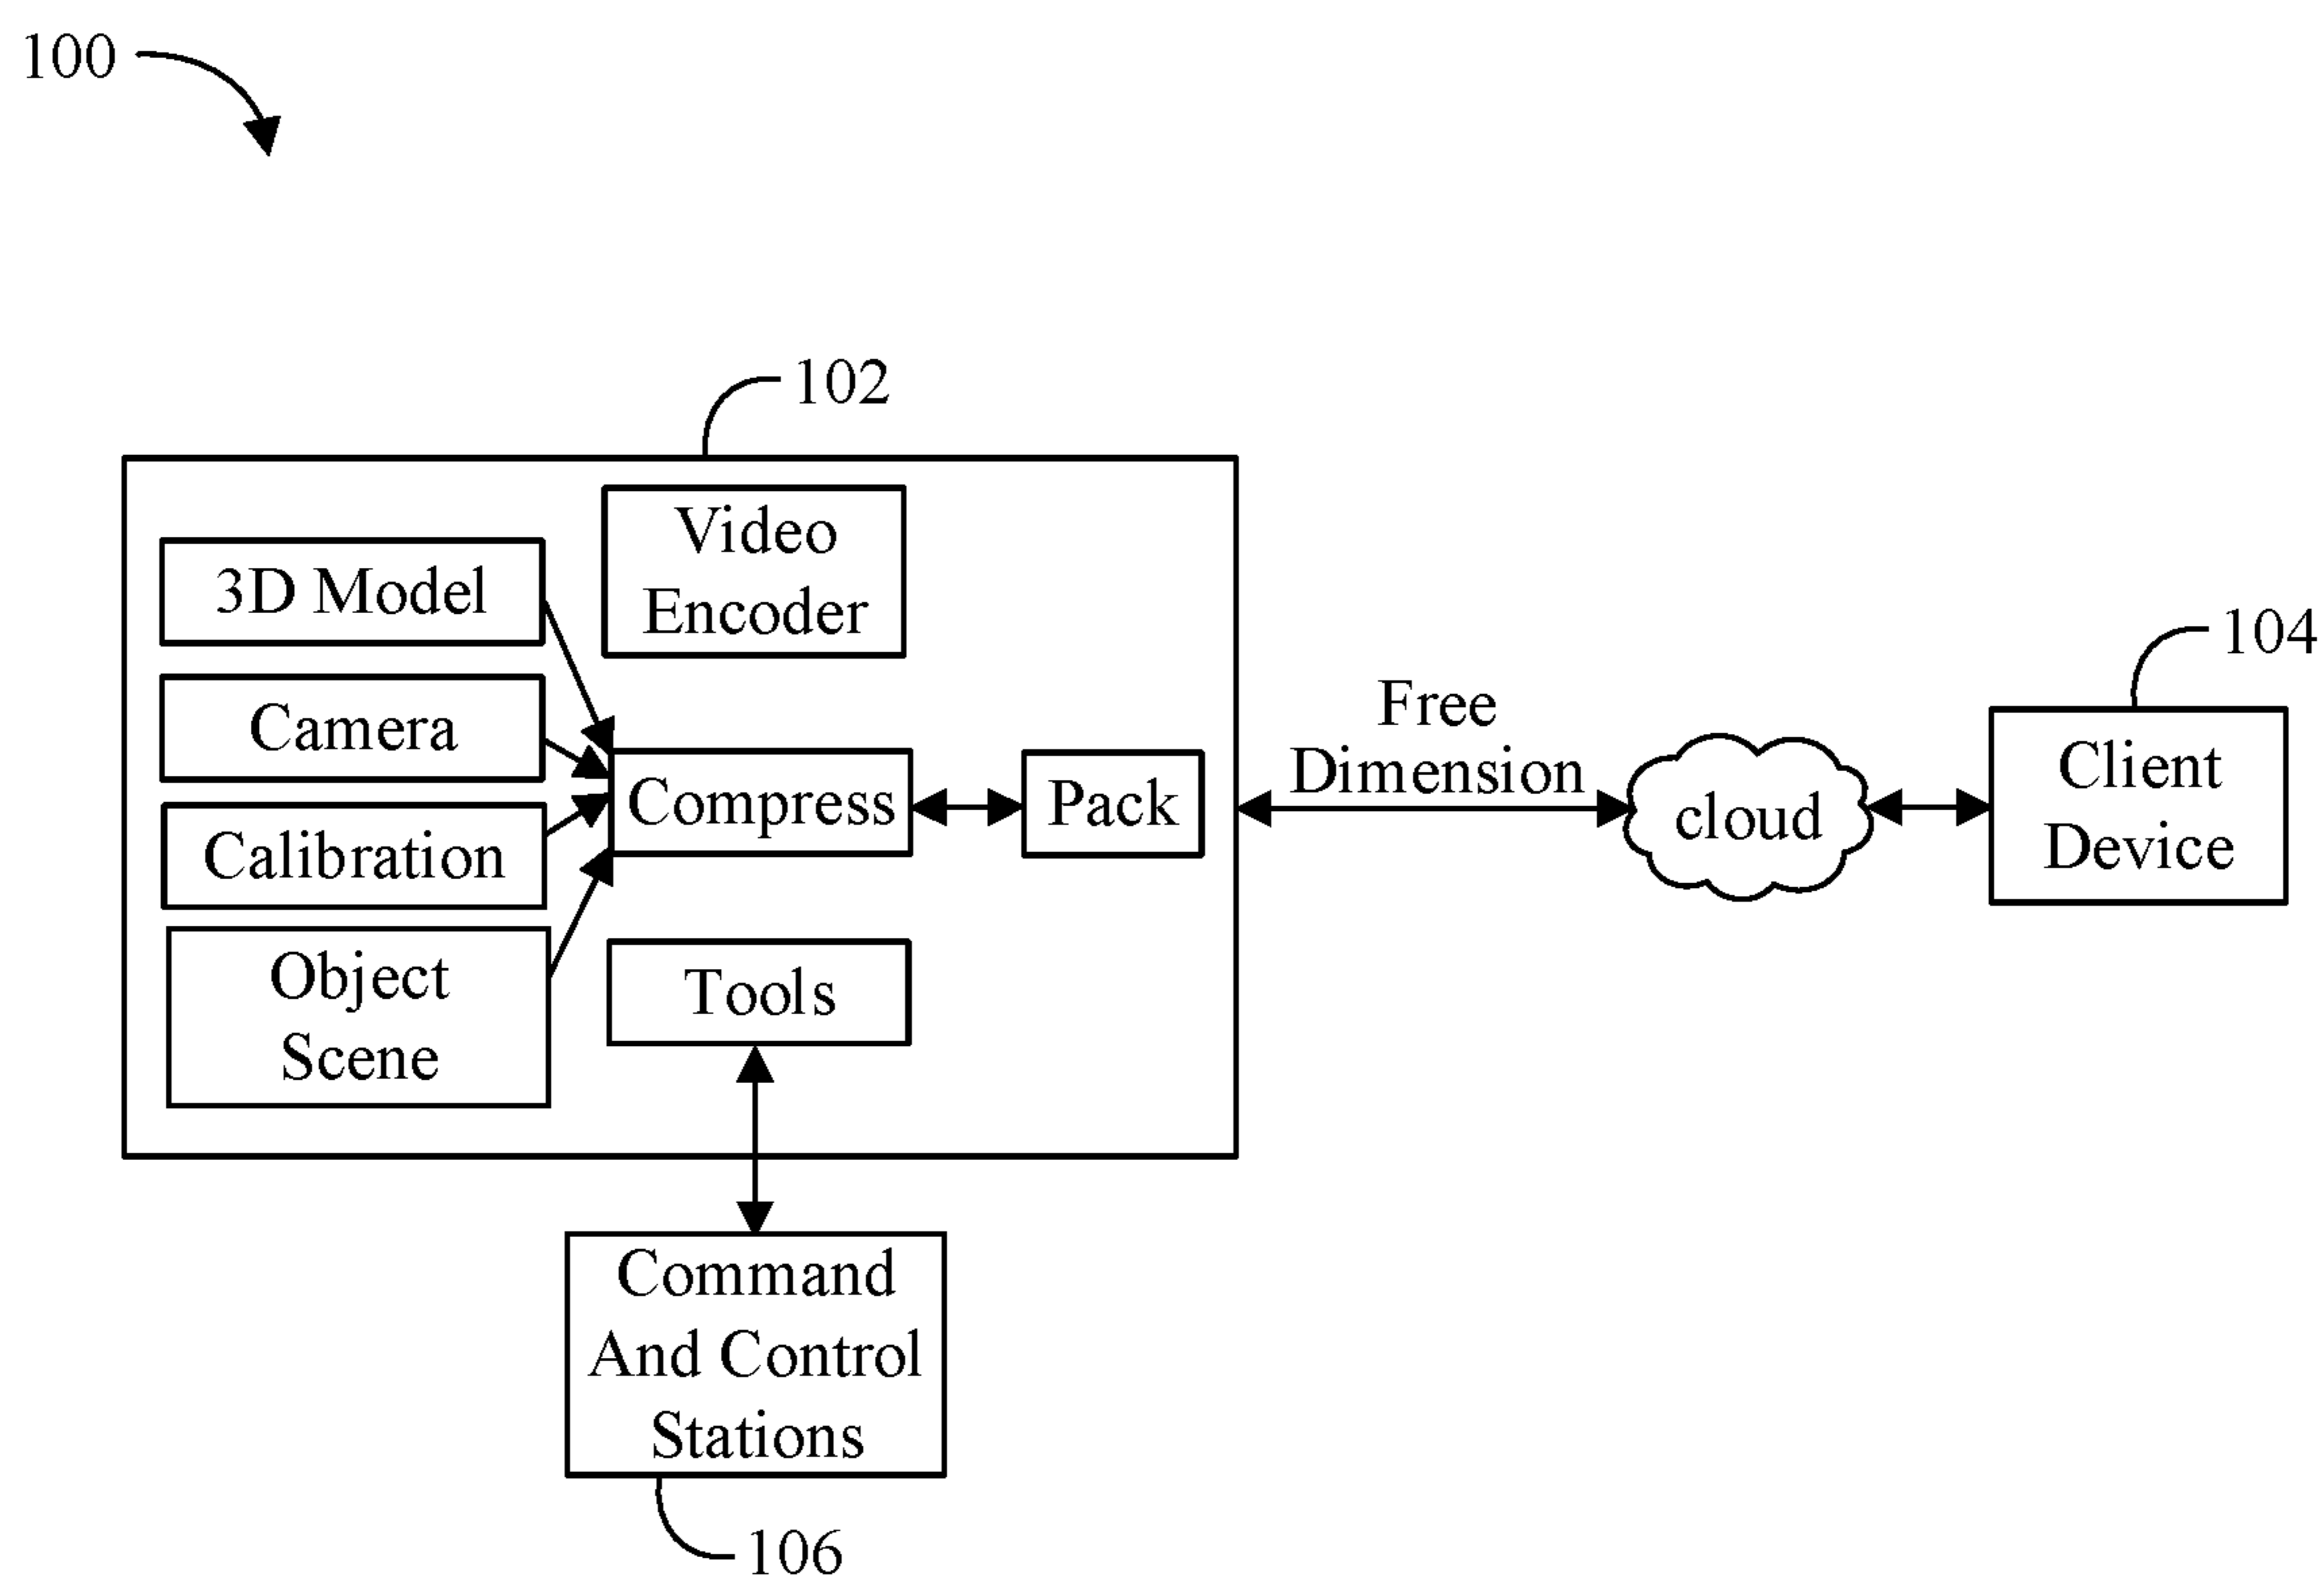 100
102
Video
Encoder
3D Model
Camera
Calibration
Object
Scene
Compress
Pack
Tools
Free
Dimension
cloud
104
Client
Device
Command
And Control
Stations
106